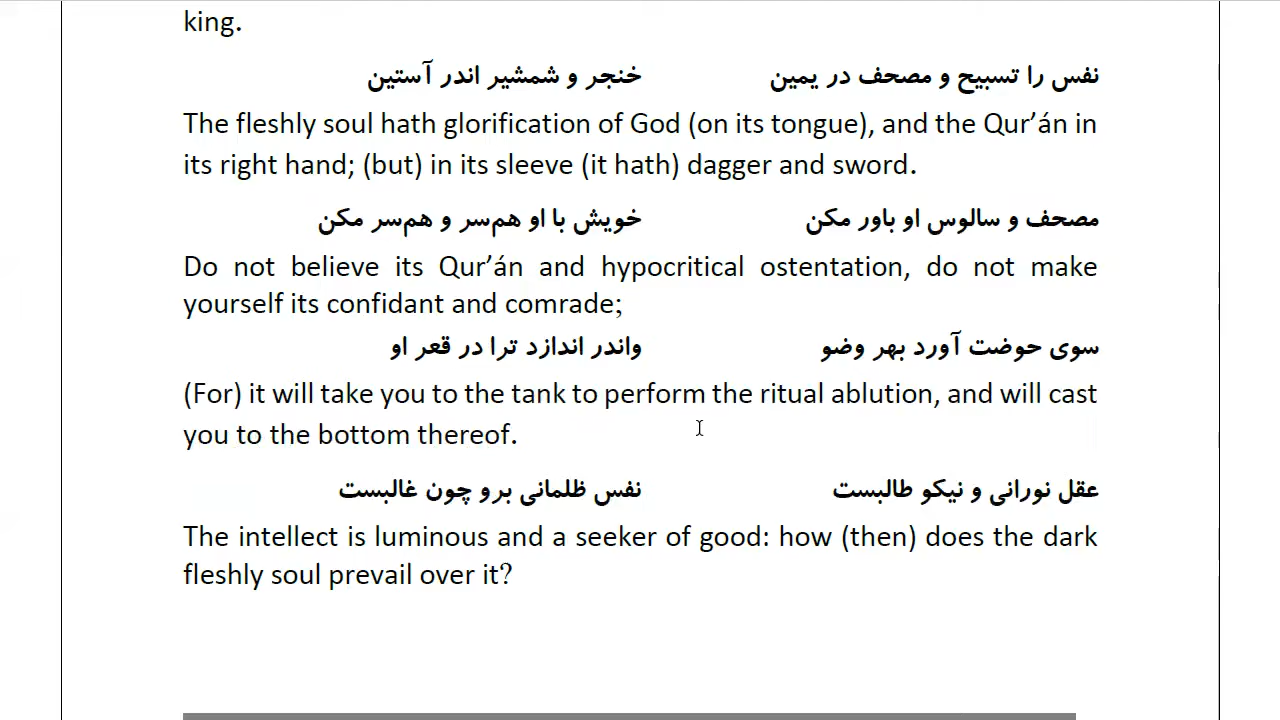 king.
نفس را تسبیح و مصحف در یمین خنجر و شمشیر اندر آستین
The fleshly soul hath glorification of God (on its tongue), and the Qur’án in
its right hand; (but) in its sleeve (it hath) dagger and sword.
مصحف و سالوس او باور مکن خویش با او هم‌سر و هم‌سر مکن
Do not believe its Qur’án and hypocritical ostentation, do not make
yourself its confidant and comrade;
سوی حوضت آورد بهر وضو واندر اندازد ترا در قعر او
(For) it will take you to the tank to perform the ritual ablution, and will cast
you to the bottom thereof.
عقل نورانی و نیکو طالبست نفس ظلمانی برو چون غالبست
The intellect is luminous and a seeker of good: how (then) does the dark
fleshly soul prevail over it?